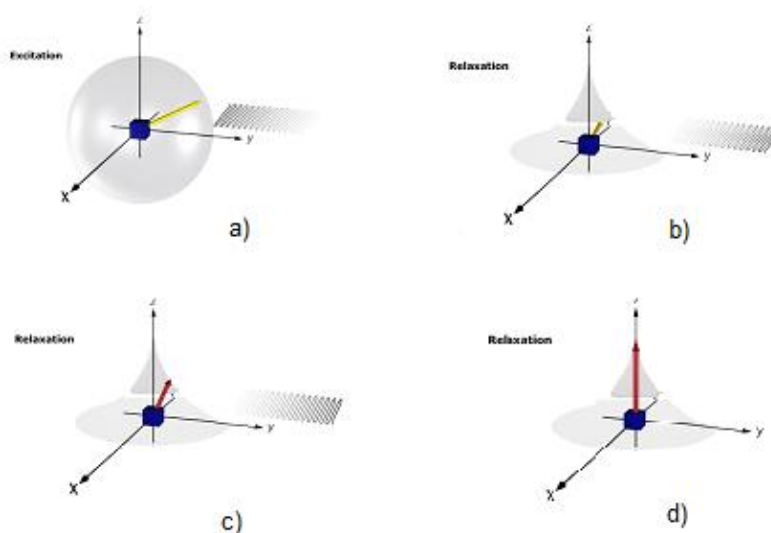 z
Excitation
y
X
a)
z
Relaxation
y
X
b)
z
Relaxation
y
X
c)
Relaxation
y
X
d)